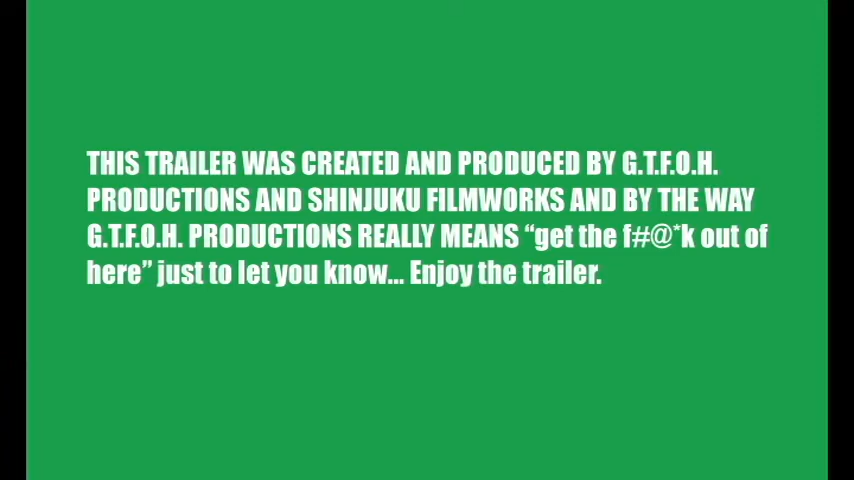 THIS TRAILER WAS CREATED AND PRODUCED BY G.T.F.O.H.
PRODUCTIONS AND SHINJUKU FILMWORKS AND BY THE WAY
G.T.F.O.H. PRODUCTIONS REALLY MEANS “get the f#@*k out of
here” just to let you know... Enjoy the trailer.